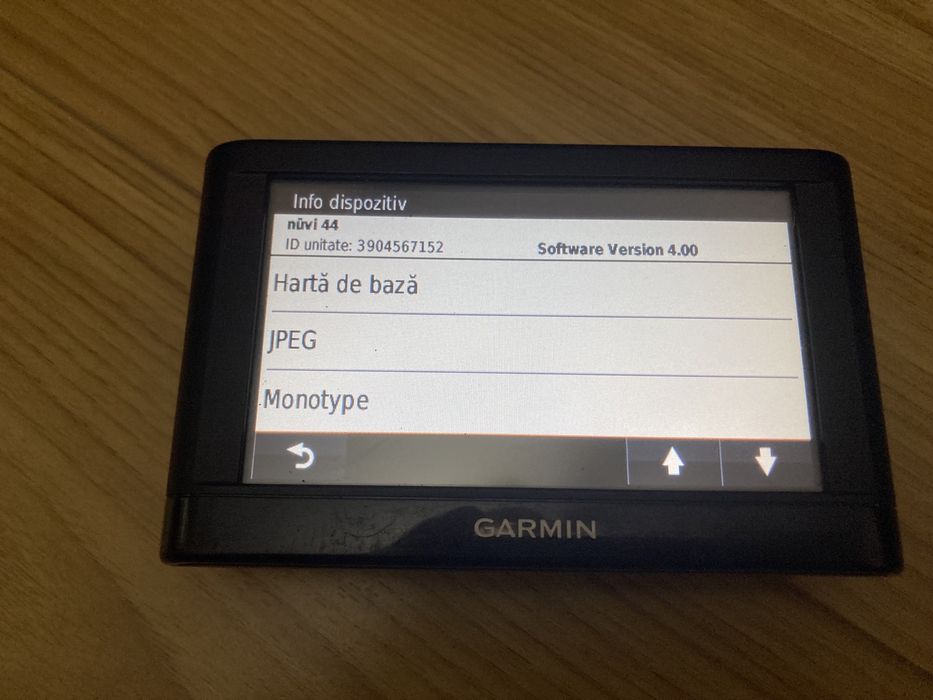 Info dispozitiv
nüvi 44
ID unitate: 3904567152 Software Version 4.00
Hartă de bază
JPEG
Monotype
GARMIN